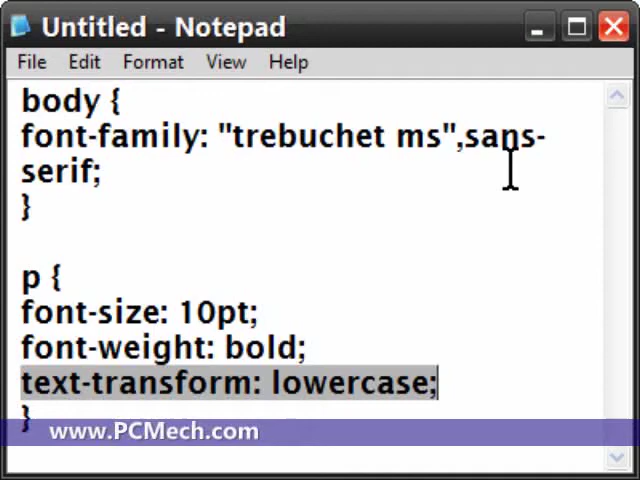 Untitled - Notepad
File Edit Format View Help
body {
font-family: "trebuchet ms",sans-
serif;
}
p {
font-size: 10pt;
font-weight: bold;
text-transform: lowercase;
}
www.PCMech.com